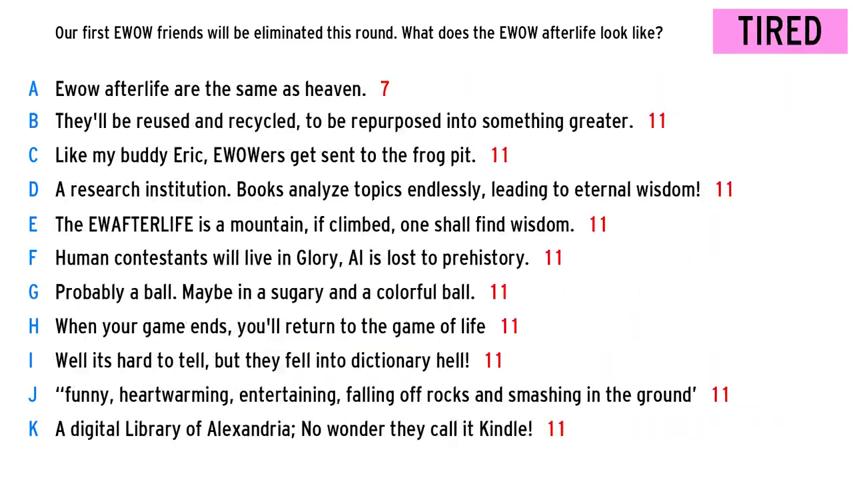 Our first EWOW friends will be eliminated this round. What does the EWOW afterlife look like? TIRED
A Ewow afterlife are the same as heaven. 7
B They'll be reused and recycled, to be repurposed into something greater. 11
C Like my buddy Eric, EWOWers get sent to the frog pit. 11
D A research institution. Books analyze topics endlessly, leading to eternal wisdom! 11
E The EWAFTERLIFE is a mountain, if climbed, one shall find wisdom. 11
F Human contestants will live in Glory, AI is lost to prehistory. 11
G Probably a ball. Maybe in a sugary and a colorful ball. 11
H When your game ends, you'll return to the game of life 11
I Well its hard to tell, but they fell into dictionary hell! 11
J “funny, heartwarming, entertaining, falling off rocks and smashing in the ground’ 11
K A digital Library of Alexandria; No wonder they call it Kindle! 11